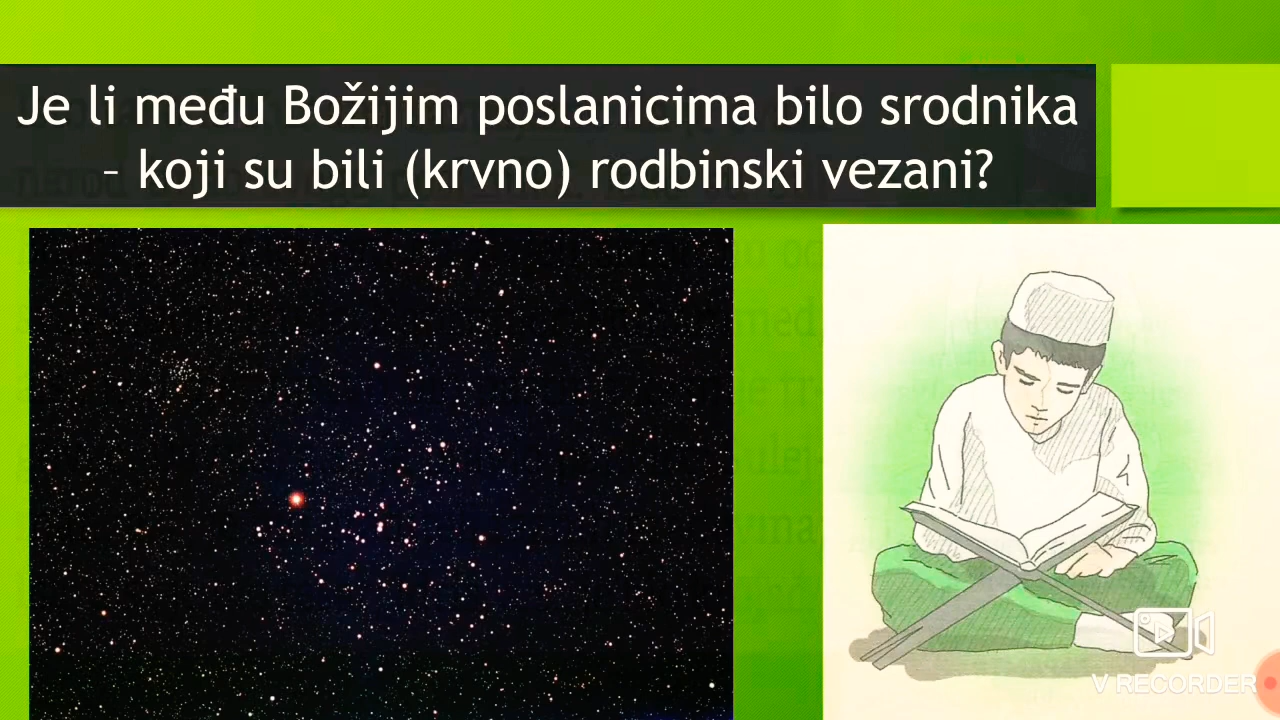 Je li među Božijim poslanicima bilo srodnika
– koji su bili (krvno) rodbinski vezani?
V RECORDER